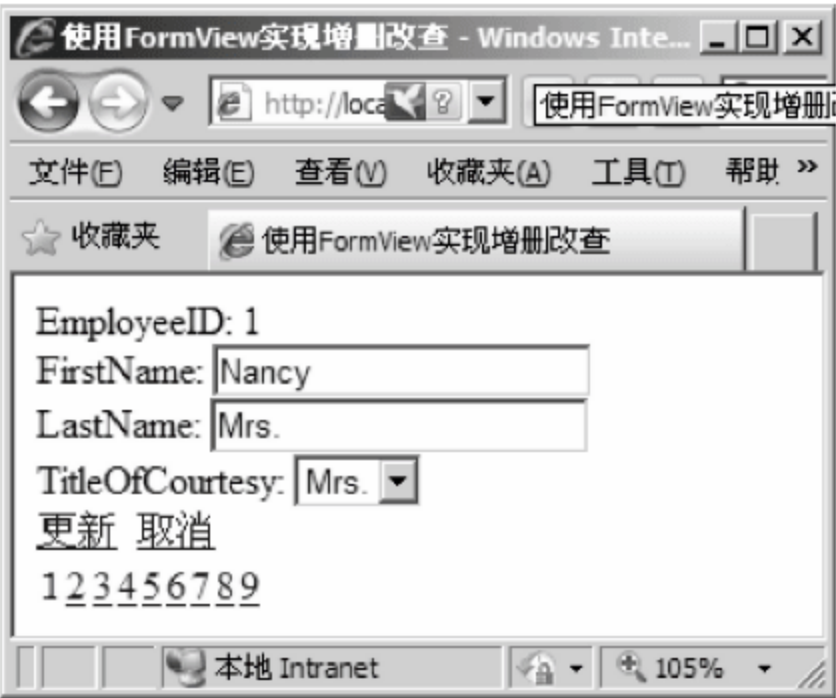 使用FormView实现增删改查 - Windows Inte...
http://loca
使用FormView实现增删
文件(F) 编辑(E) 查看(V) 收藏夹(A) 工具(T) 帮助 »
收藏夹 使用FormView实现增删改查
EmployeeID: 1
FirstName: Nancy
LastName: Mrs.
TitleOfCourtesy: Mrs.
更新 取消
1 2 3 4 5 6 7 8 9
本地 Intranet 105%